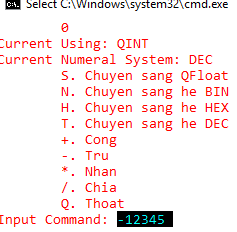 Select C:\Windows\system32\cmd.exe
0
Current Using: QINT
Current Numeral System: DEC
S. Chuyen sang QFloat
N. Chuyen sang he BIN
H. Chuyen sang he HEX
T. Chuyen sang he DEC
+. Cong
-. Tru
*. Nhan
/. Chia
Q. Thoat
Input Command: -12345